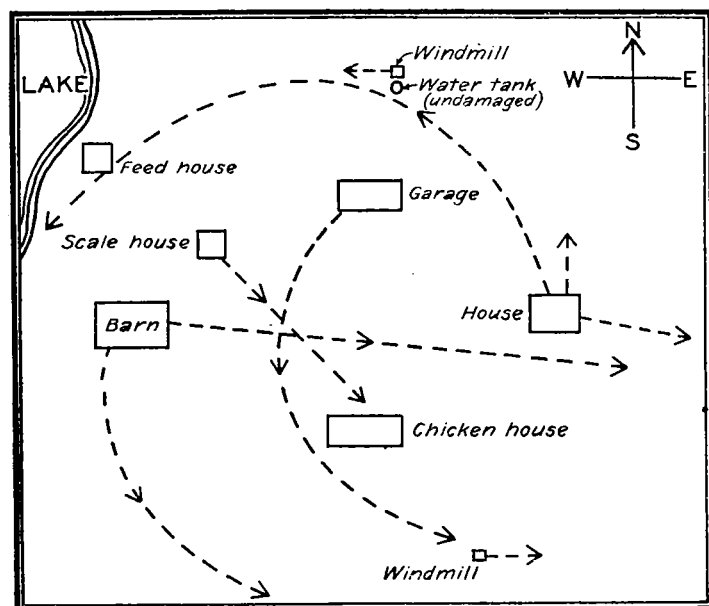 N
Windmill
LAKE
Water tank
(undamaged)
W E
S
Feed house
Garage
Scale house
House
Barn
Chicken house
Windmill